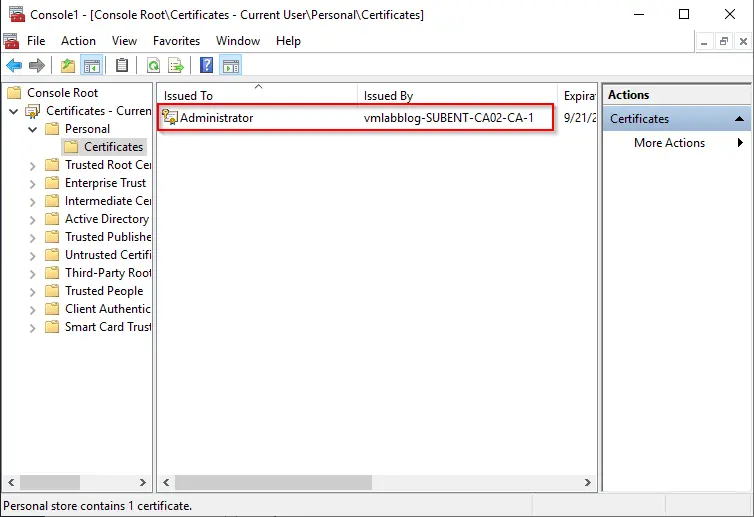 Console1 - [Console Root\Certificates - Current User\Personal\Certificates]
File Action View Favorites Window Help
Console Root
Certificates - Curren
Personal
Certificates
Trusted Root Cer
Enterprise Trust
Intermediate Cer
Active Directory
Trusted Publishe
Untrusted Certifi
Third-Party Root
Trusted People
Client Authentic
Smart Card Trust
Issued To Issued By Expirat
Administrator vmlabblog-SUBENT-CA02-CA-1 9/21/2
Actions
Certificates
More Actions
Personal store contains 1 certificate.